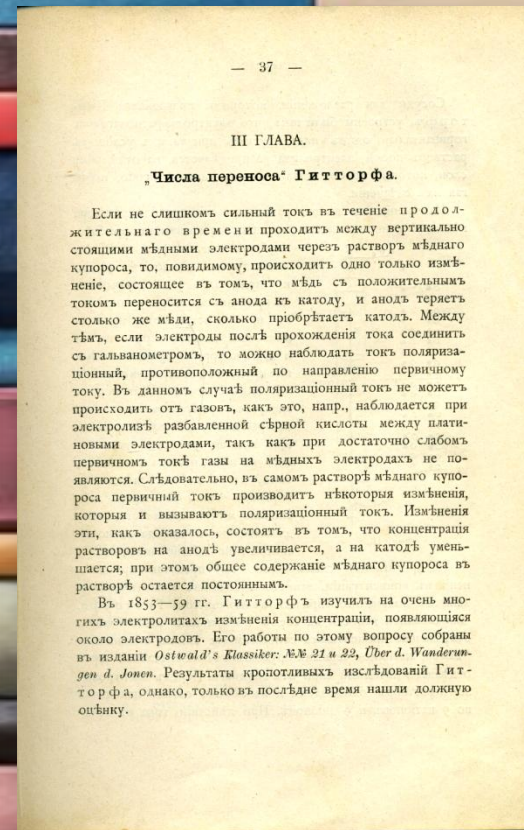 — 37 —
III ГЛАВА.
„Числа переноса“ Гитторфа.
Если не слишкомъ сильный токъ въ теченіе продол-
жительнаго времени проходитъ между вертикально
стоящими мѣдными электродами черезъ растворъ мѣднаго
купороса, то, повидимому, происходитъ одно только измѣ-
неніе, состоящее въ томъ, что мѣдь съ положительнымъ
токомъ переносится съ анода къ катоду, и анодъ теряетъ
столько же мѣди, сколько пріобрѣтаетъ катодъ. Между
тѣмъ, если электроды послѣ прохожденія тока соединить
съ гальванометромъ, то можно наблюдать токъ поляриза-
ціонный, противоположный по направленію первичному
току. Въ данномъ случаѣ поляризаціонный токъ не можетъ
происходить отъ газовъ, какъ это, напр., наблюдается при
электролизѣ разбавленной сѣрной кислоты между плати-
новыми электродами, такъ какъ при достаточно слабомъ
первичномъ токѣ газы на мѣдныхъ электродахъ не по-
являются. Слѣдовательно, въ самомъ растворѣ мѣднаго купо-
роса первичный токъ производитъ нѣкоторыя измѣненія,
которыя и вызываютъ поляризаціонный токъ. Измѣненія
эти, какъ оказалось, состоятъ въ томъ, что концентрація
растворовъ на анодѣ увеличивается, а на катодѣ умень-
шается; при этомъ общее содержаніе мѣднаго купороса въ
растворѣ остается постояннымъ.
Въ 1853—59 гг. Гитторфъ изучилъ на очень мно-
гихъ электролитахъ измѣненія концентраціи, появляющіяся
около электродовъ. Его работы по этому вопросу собраны
въ изданіи Ostwald's Klassiker: №№ 21 и 22, Über d. Wanderun-
gen d. Jonen. Результаты кропотливыхъ изслѣдованій Гит-
торфа, однако, только въ послѣдне время нашли должную
оцѣнку.